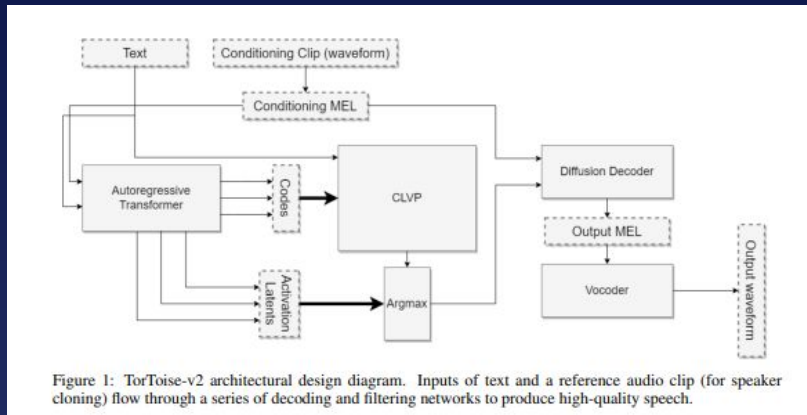 Text
Conditioning Clip (waveform)
Conditioning MEL
Autoregressive
Transformer
Codes
CLVP
Diffusion Decoder
Output MEL
Output waveform
Activation
Latents
Argmax
Vocoder
Figure 1: TorToise-v2 architectural design diagram. Inputs of text and a reference audio clip (for speaker
cloning) flow through a series of decoding and filtering networks to produce high-quality speech.